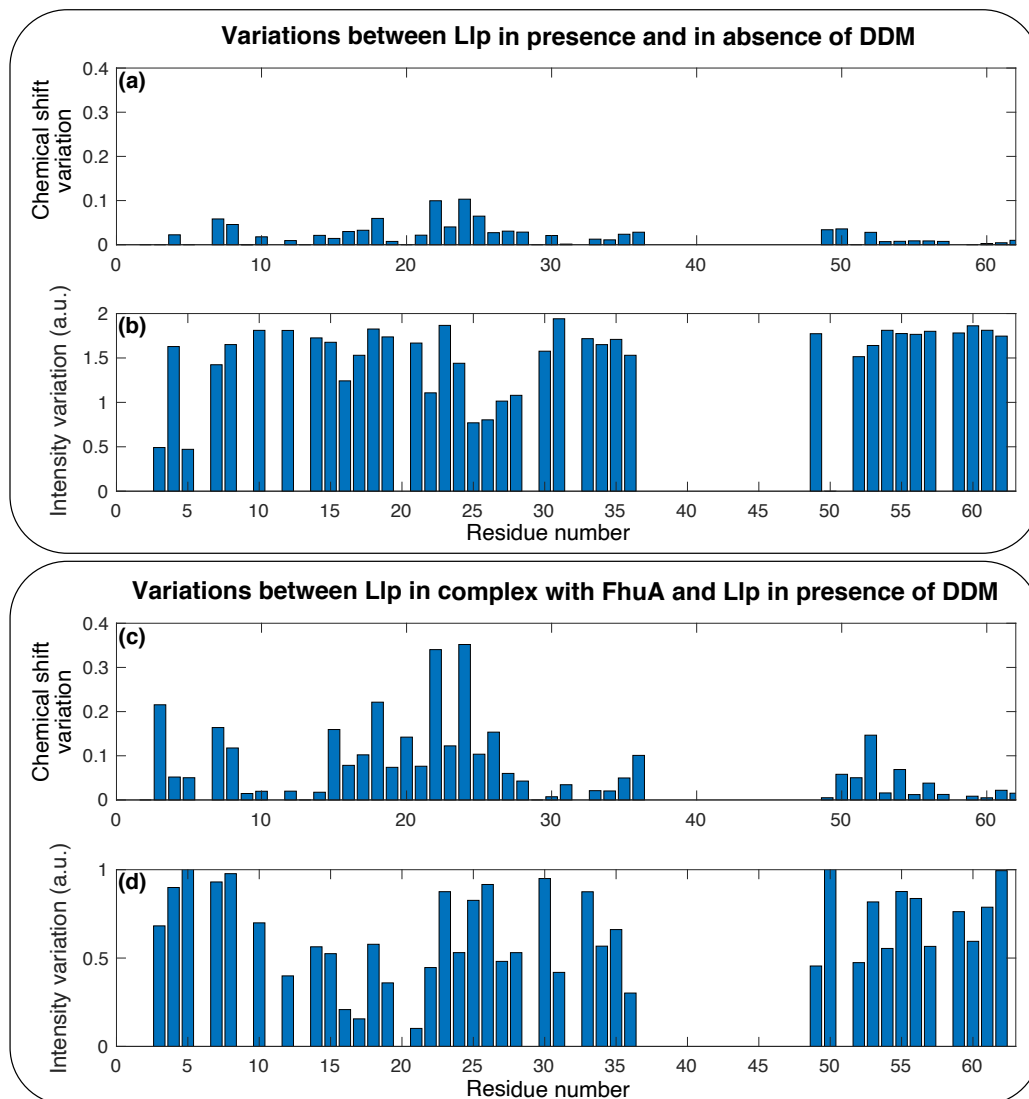 Variations between Llp in presence and in absence of DDM
(a)
Chemical shift
variation
0.4
0.3
0.2
0.1
0
0 10 20 30 40 50 60
(b)
Intensity variation (a.u.)
2
1.5
1
0.5
0
0 5 10 15 20 25 30 35 40 45 50 55 60
Residue number
Variations between Llp in complex with FhuA and Llp in presence of DDM
(c)
Chemical shift
variation
0.4
0.3
0.2
0.1
0
0 10 20 30 40 50 60
(d)
Intensity variation (a.u.)
1
0.5
0
0 5 10 15 20 25 30 35 40 45 50 55 60
Residue number